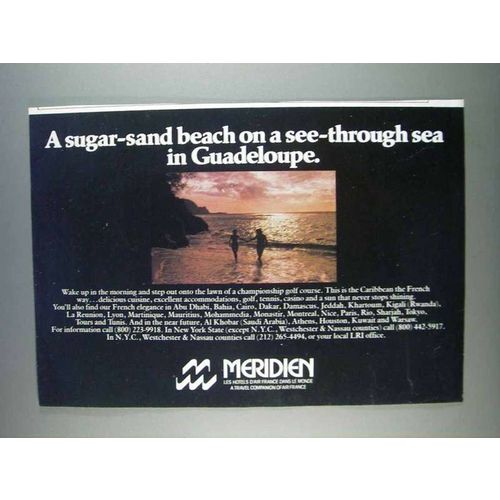 A sugar-sand beach on a see-through sea
in Guadeloupe.
Wake up in the morning and step out onto the lawn of a championship golf course. This is the Caribbean the French
way...delicious cuisine, excellent accommodations, golf, tennis, casino and a sun that never stops shining.
You'll also find our French elegance in Abu Dhabi, Bahia, Cairo, Dakar, Damascus, Jeddah, Khartoum, Kigali (Rwanda),
La Reunion, Lyon, Martinique, Mauritius, Mohammedia, Monastir, Montreal, Nice, Paris, Rio, Sharjah, Tokyo,
Tours and Tunis. And in the near future, Al Khobar (Saudi Arabia), Athens, Houston, Kuwait and Warsaw.
For information call (800) 223-9918. In New York State (except N.Y.C., Westchester & Nassau counties) call (800) 442-5917.
In N.Y.C., Westchester & Nassau counties call (212) 265-4494, or your local LRI office.
MERIDIEN
LES HOTELS D'AIR FRANCE DANS LE MONDE
A TRAVEL COMPANION OF AIR FRANCE